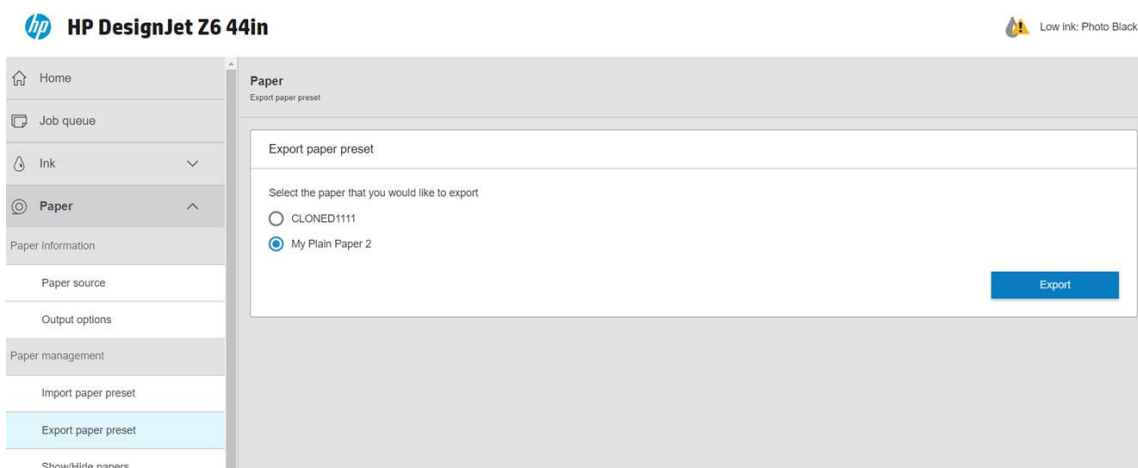 hp HP DesignJet Z6 44in
Low ink: Photo Black
Home
Job queue
Ink
Paper
Paper information
Paper source
Output options
Paper management
Import paper preset
Export paper preset
Show/Hide papers
Paper
Export paper preset
Export paper preset
Select the paper that you would like to export
CLONED1111
My Plain Paper 2
Export